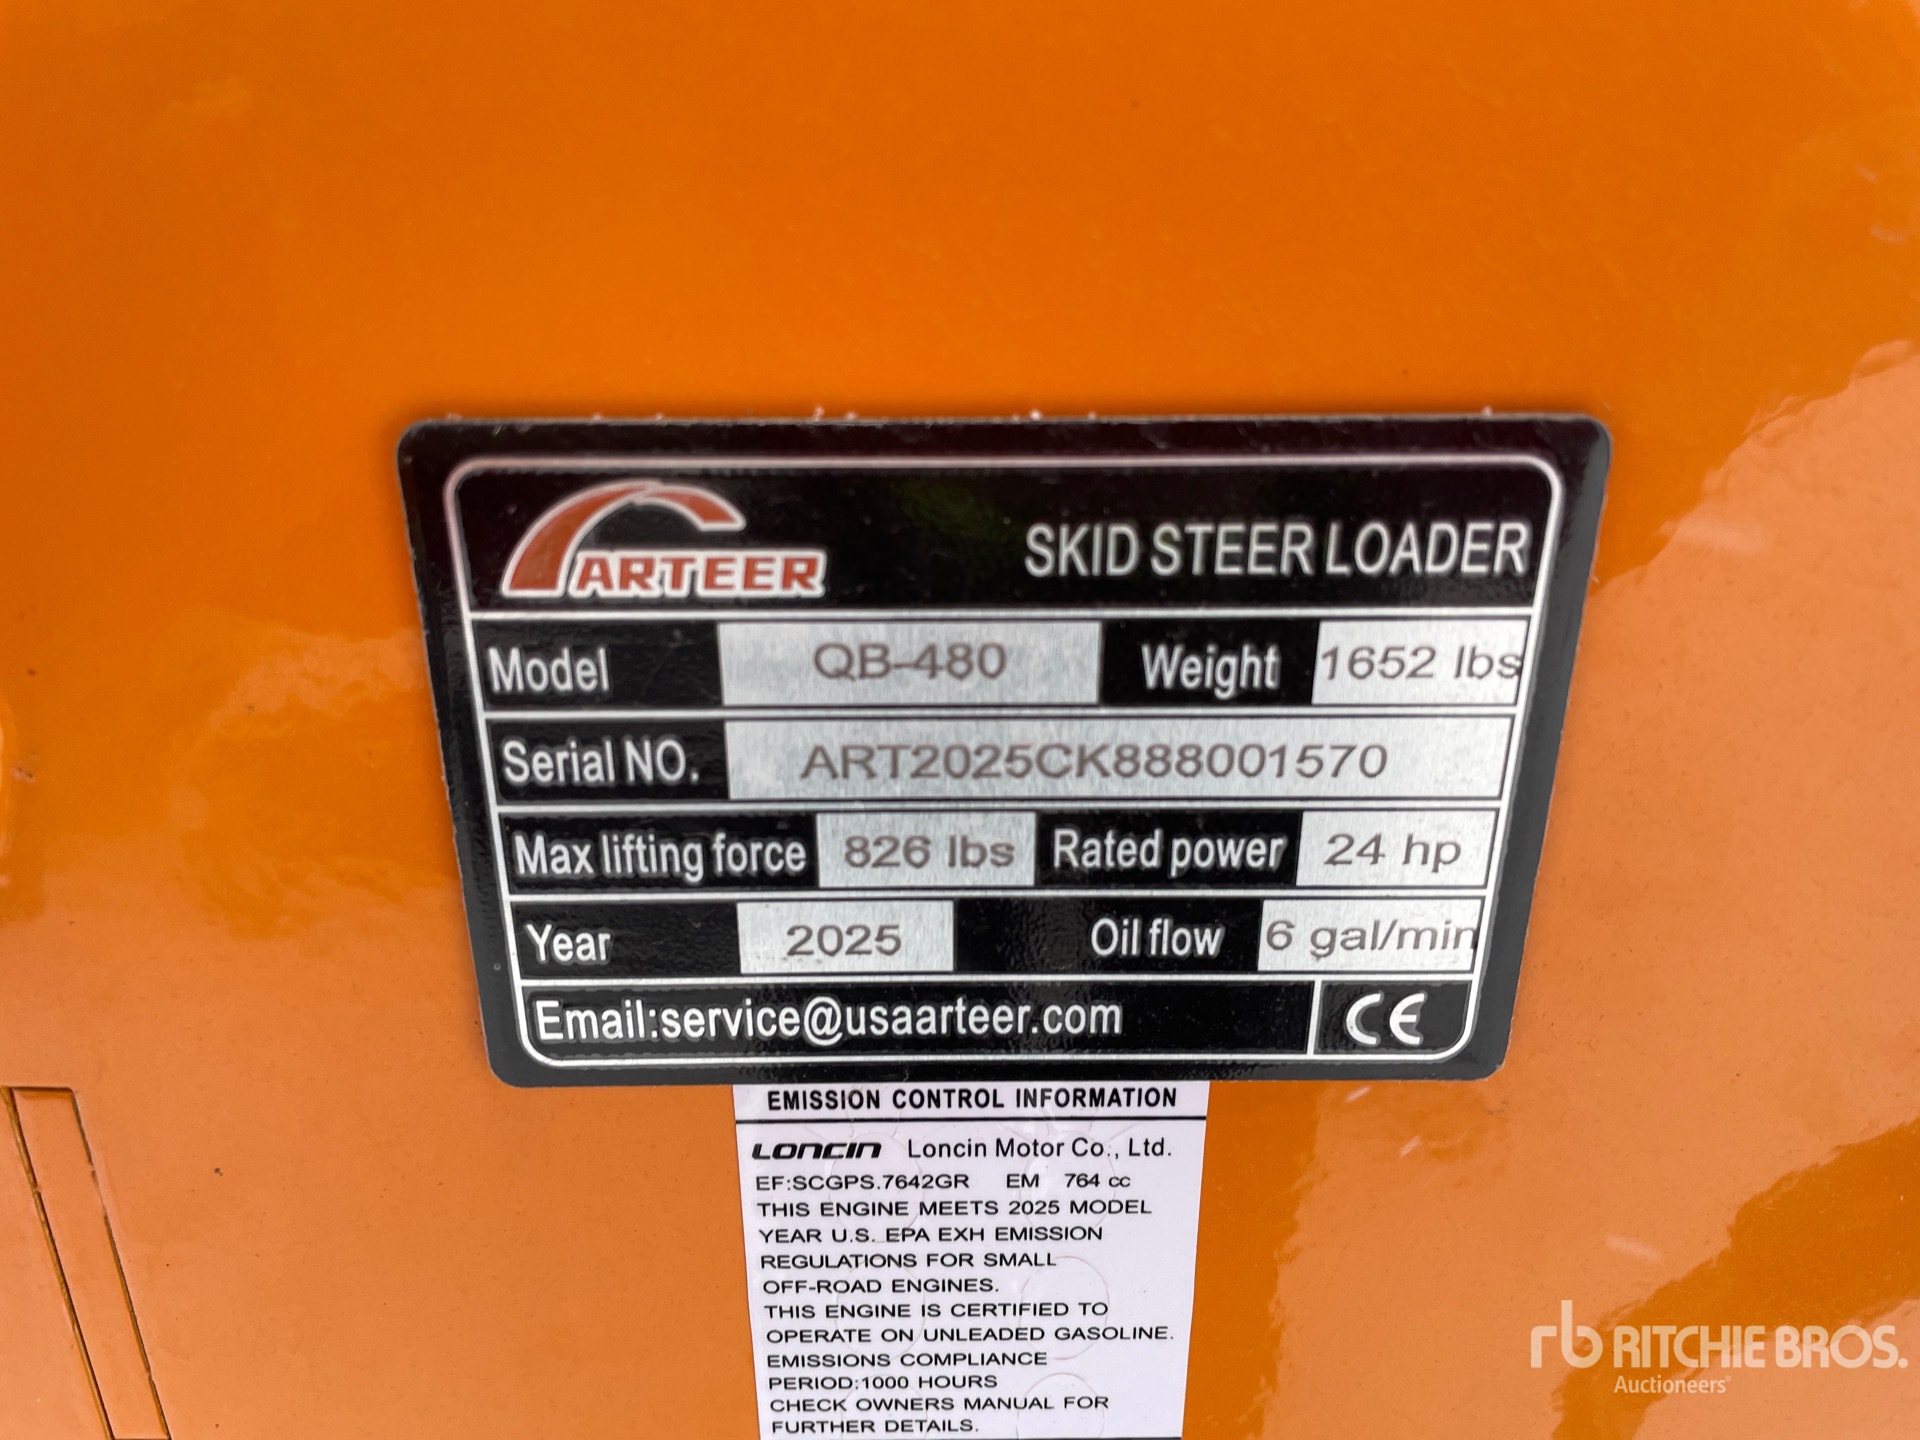 ARTEER SKID STEER LOADER
Model QB-480 Weight 1652 lbs
Serial NO. ART2025CK888001570
Max lifting force 826 lbs Rated power 24 hp
Year 2025 Oil flow 6 gal/min
Email:service@usaarteer.com CE
EMISSION CONTROL INFORMATION
LONCIN Loncin Motor Co., Ltd.
EF:SCGPS.7642GR EM 764 cc
THIS ENGINE MEETS 2025 MODEL
YEAR U.S. EPA EXH EMISSION
REGULATIONS FOR SMALL
OFF-ROAD ENGINES.
THIS ENGINE IS CERTIFIED TO
OPERATE ON UNLEADED GASOLINE.
EMISSIONS COMPLIANCE
PERIOD:1000 HOURS
CHECK OWNERS MANUAL FOR
FURTHER DETAILS.
rb RITCHIE BROS.
Auctioneers